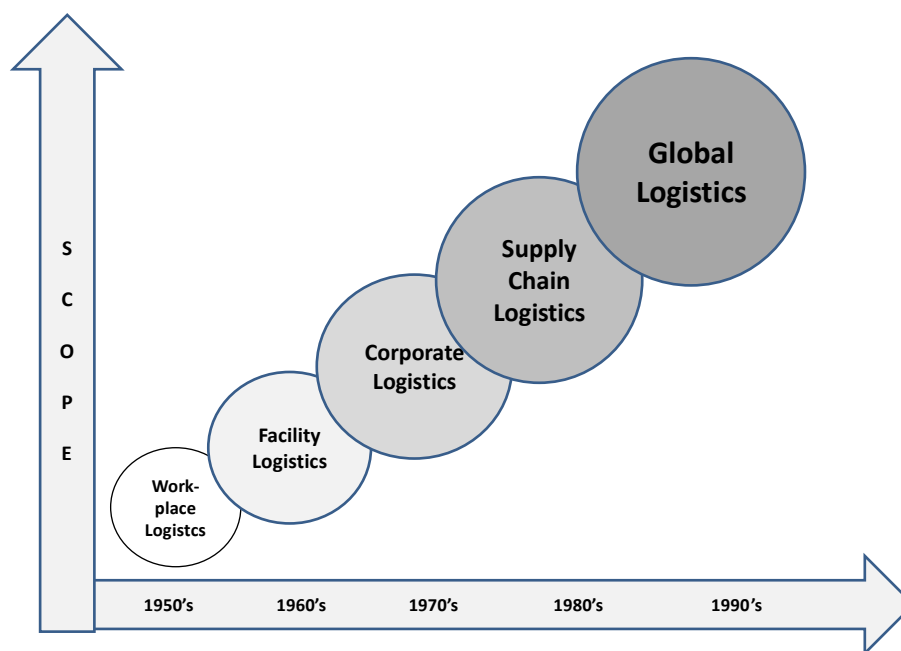 S
C
O
P
E
Global
Logistics
Supply
Chain
Logistics
Corporate
Logistics
Facility
Logistics
Work-
place
Logistcs
1950's 1960's 1970's 1980's 1990's